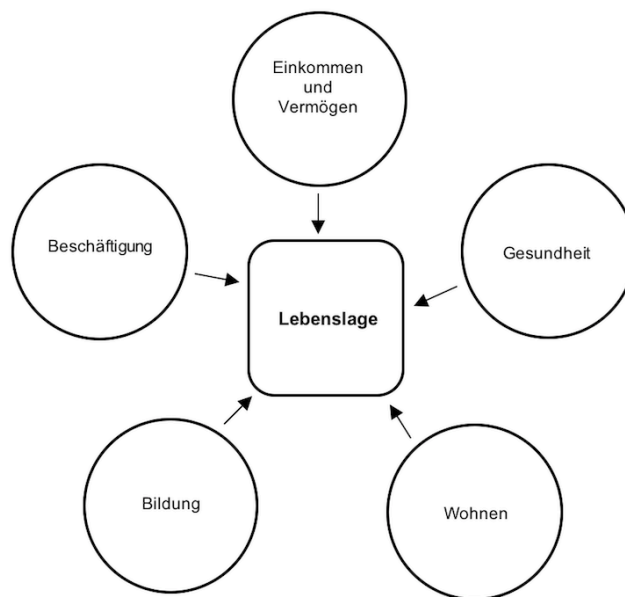 Einkommen
und
Vermögen
Beschäftigung
Gesundheit
Lebenslage
Bildung
Wohnen